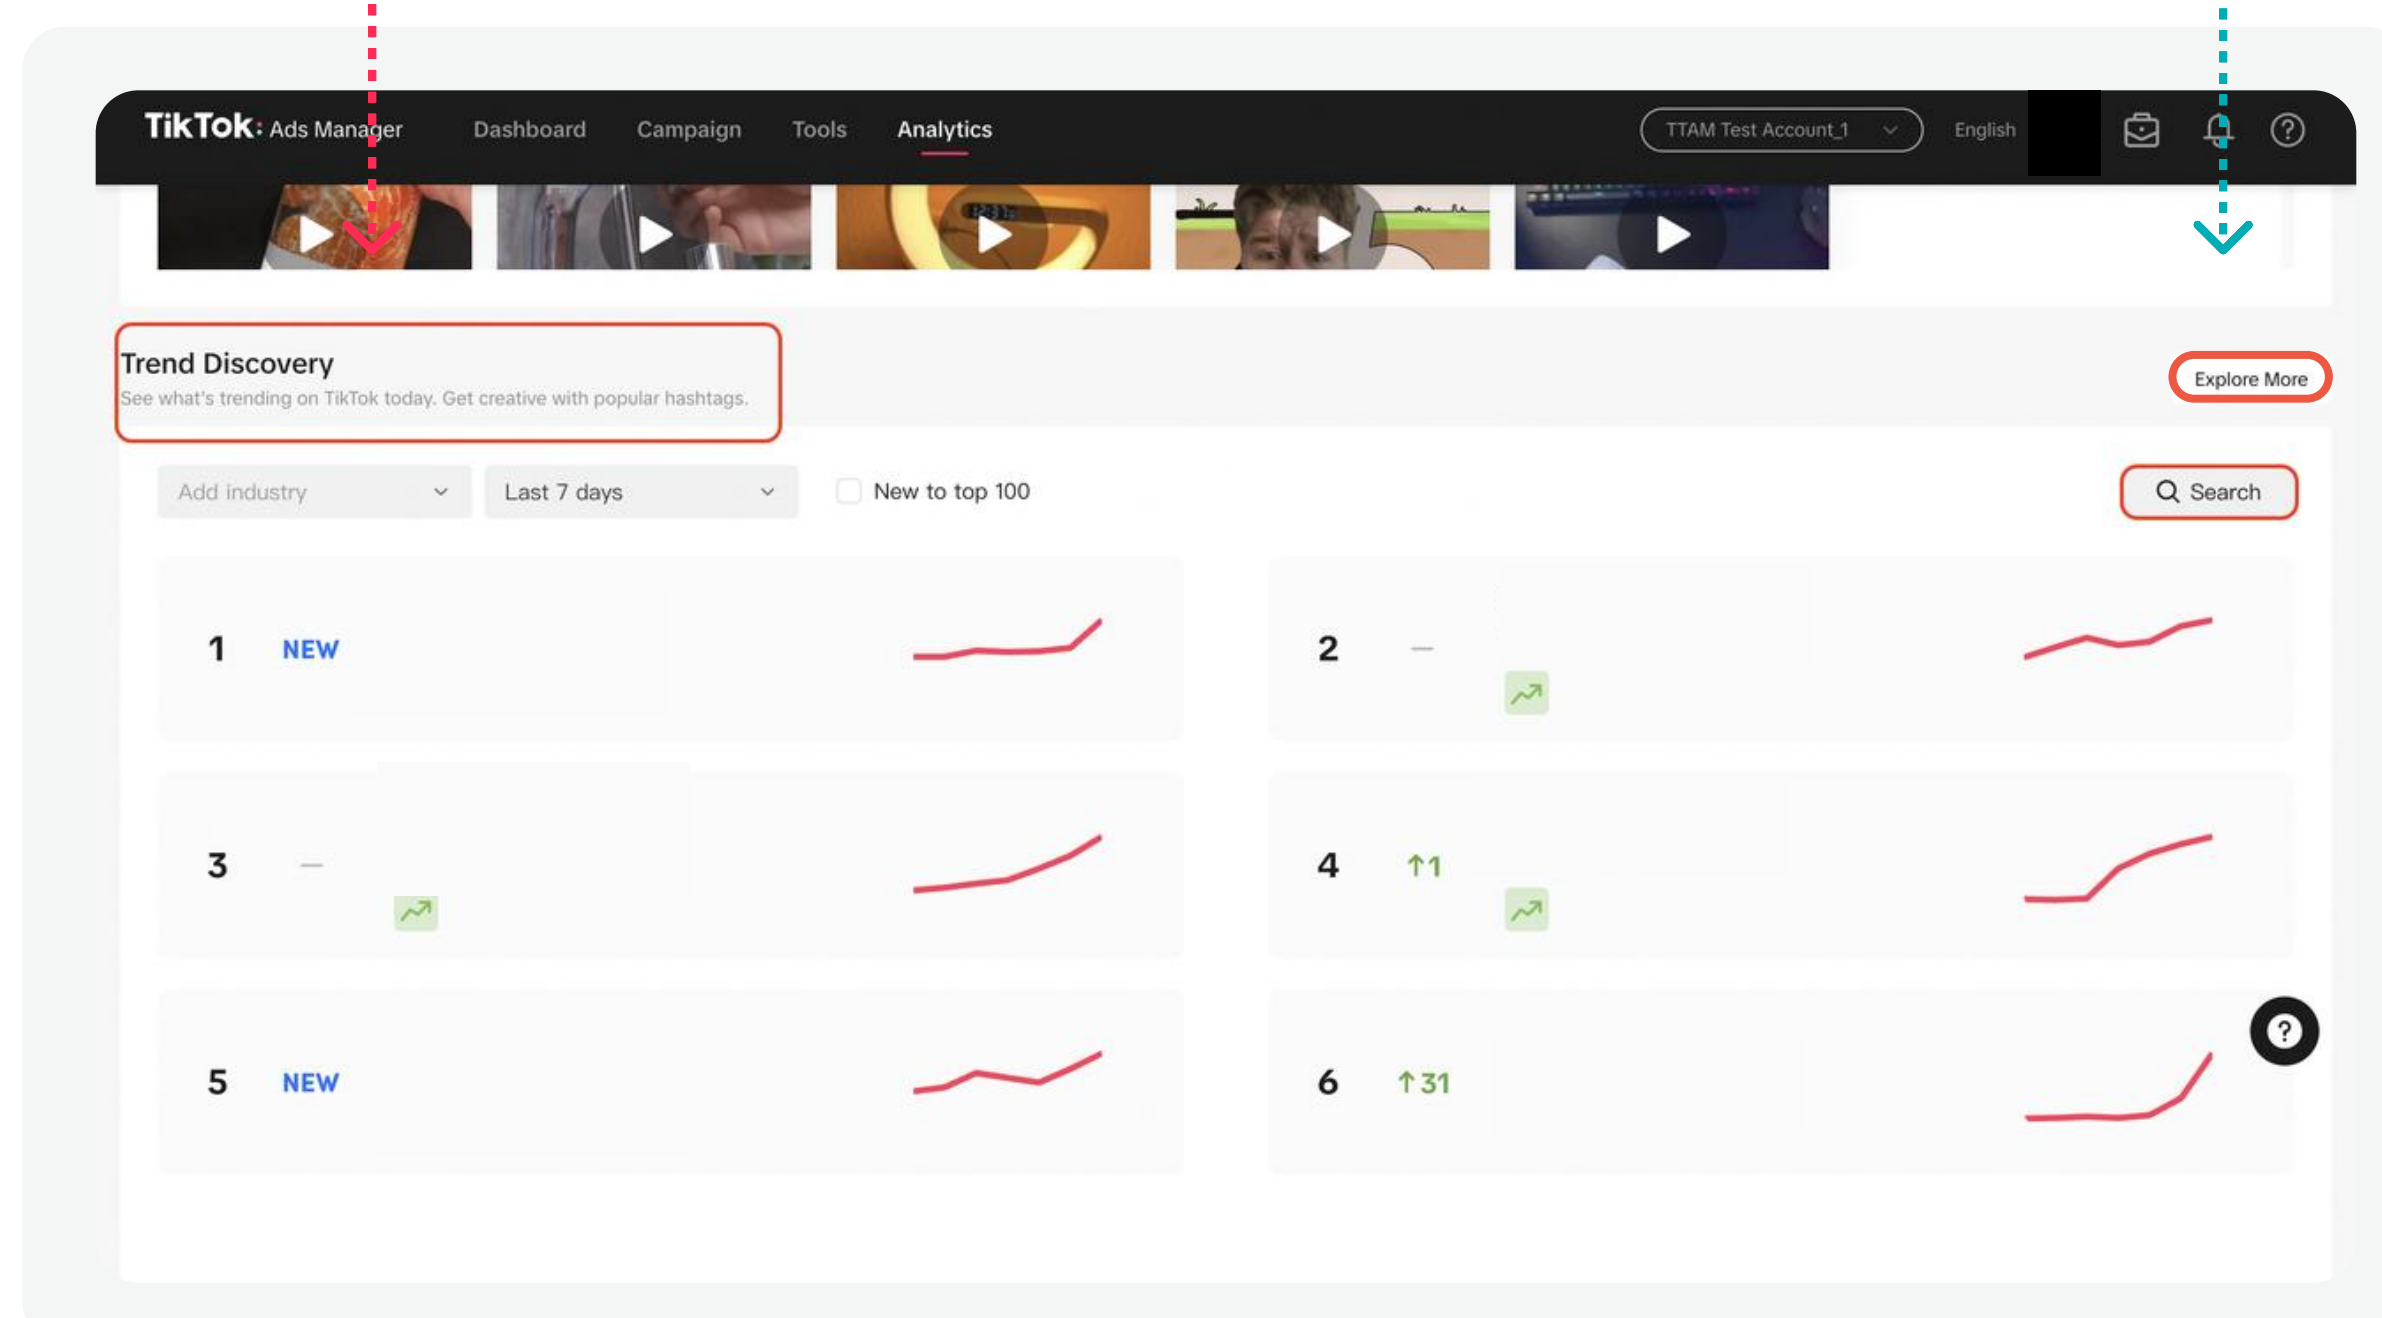 TikTok: Ads Manager
Dashboard
Campaign
Tools
Analytics
TTAM Test Account_1
English
Trend Discovery
See what's trending on TikTok today. Get creative with popular hashtags.
Explore More
Add industry
Last 7 days
New to top 100
Search
1 NEW
2 —
3 —
4 ↑1
5 NEW
6 ↑31